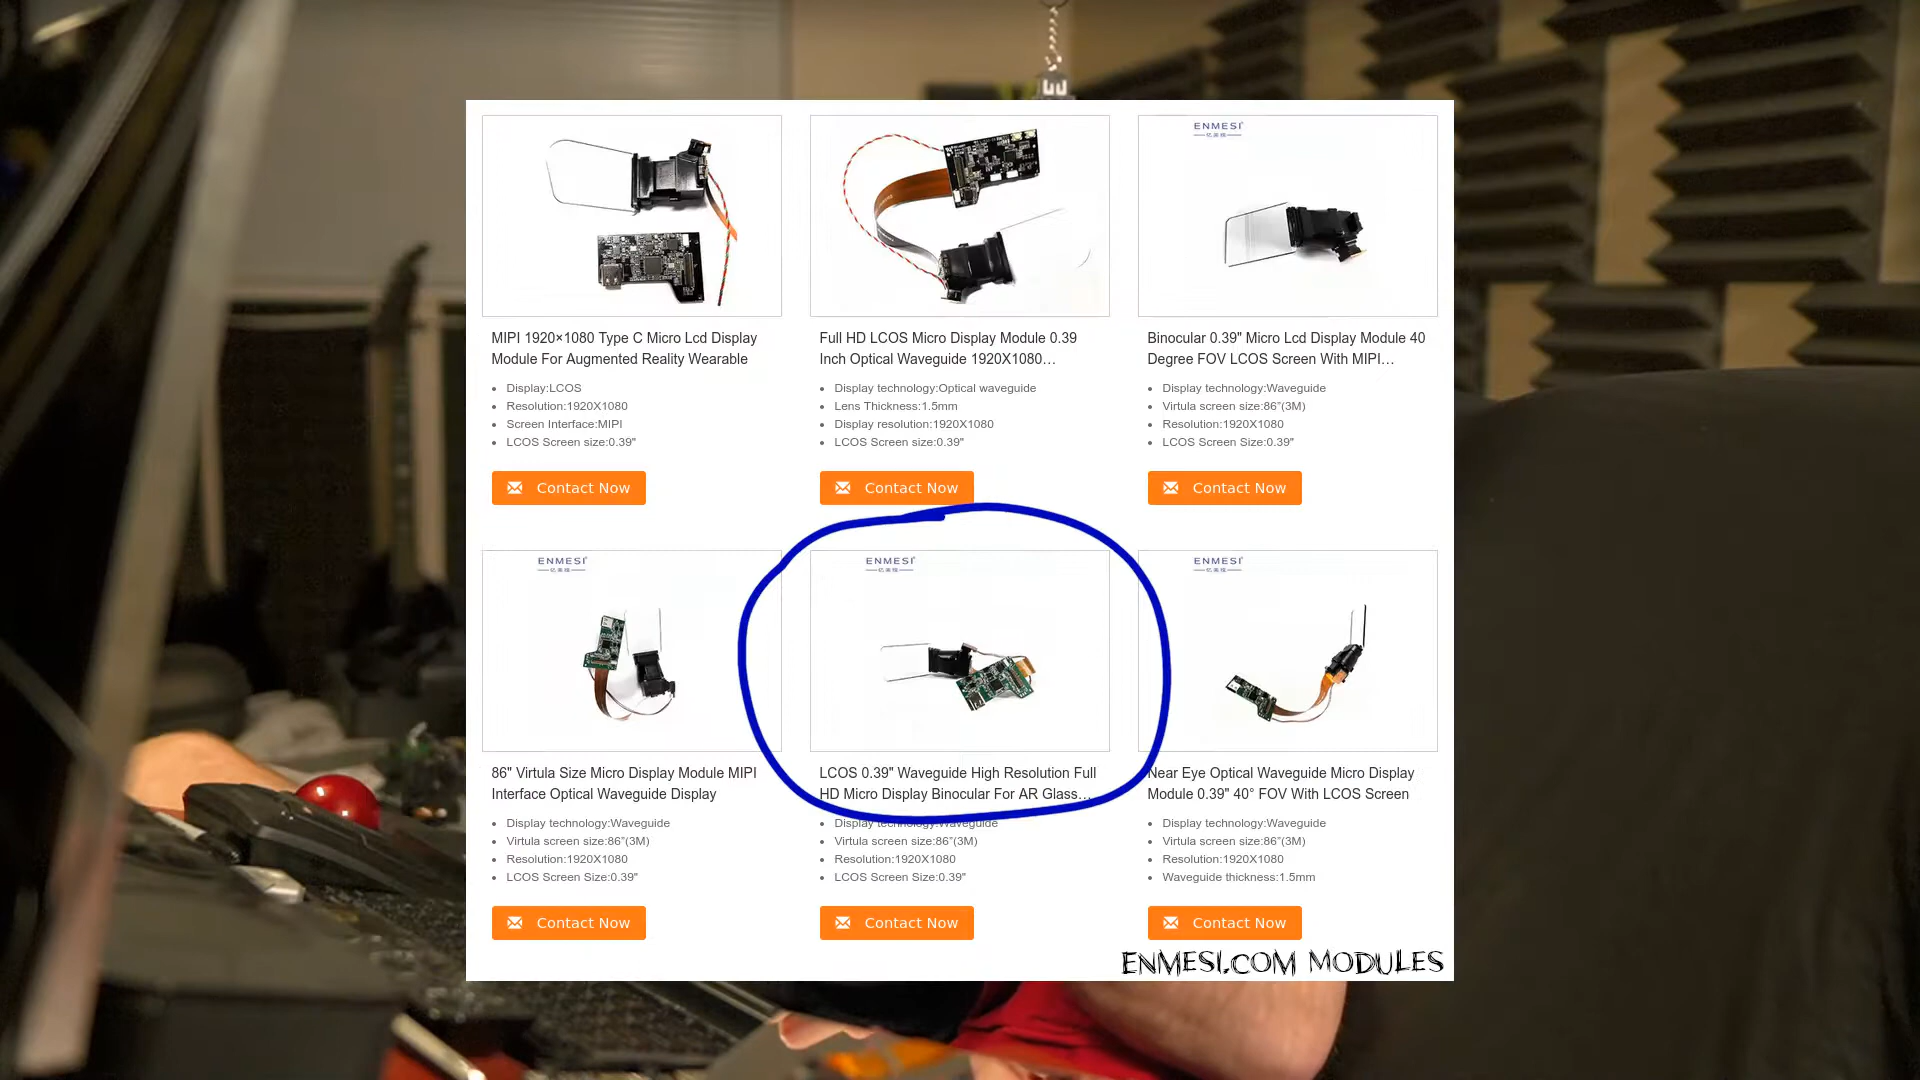 MIPI 1920×1080 Type C Micro Lcd Display
Module For Augmented Reality Wearable
Display:LCOS
Resolution:1920X1080
Screen Interface:MIPI
LCOS Screen size:0.39"
Contact Now
Full HD LCOS Micro Display Module 0.39
Inch Optical Waveguide 1920X1080…
Display technology:Optical waveguide
Lens Thickness:1.5mm
Display resolution:1920X1080
LCOS Screen size:0.39"
Contact Now
ENMESI
亿美视
Binocular 0.39" Micro Lcd Display Module 40
Degree FOV LCOS Screen With MIPI…
Display technology:Waveguide
Virtula screen size:86”(3M)
Resolution:1920X1080
LCOS Screen Size:0.39"
Contact Now
ENMESI
86" Virtula Size Micro Display Module MIPI
Interface Optical Waveguide Display
Display technology:Waveguide
Virtula screen size:86”(3M)
Resolution:1920X1080
LCOS Screen Size:0.39"
Contact Now
ENMESI
LCOS 0.39" Waveguide High Resolution Full
HD Micro Display Binocular For AR Glass…
Display technology:Waveguide
Virtula screen size:86”(3M)
Resolution:1920X1080
LCOS Screen Size:0.39"
Contact Now
ENMESI
Near Eye Optical Waveguide Micro Display
Module 0.39" 40° FOV With LCOS Screen
Display technology:Waveguide
Virtula screen size:86”(3M)
Resolution:1920X1080
Waveguide thickness:1.5mm
Contact Now
ENMESI.COM MODULES